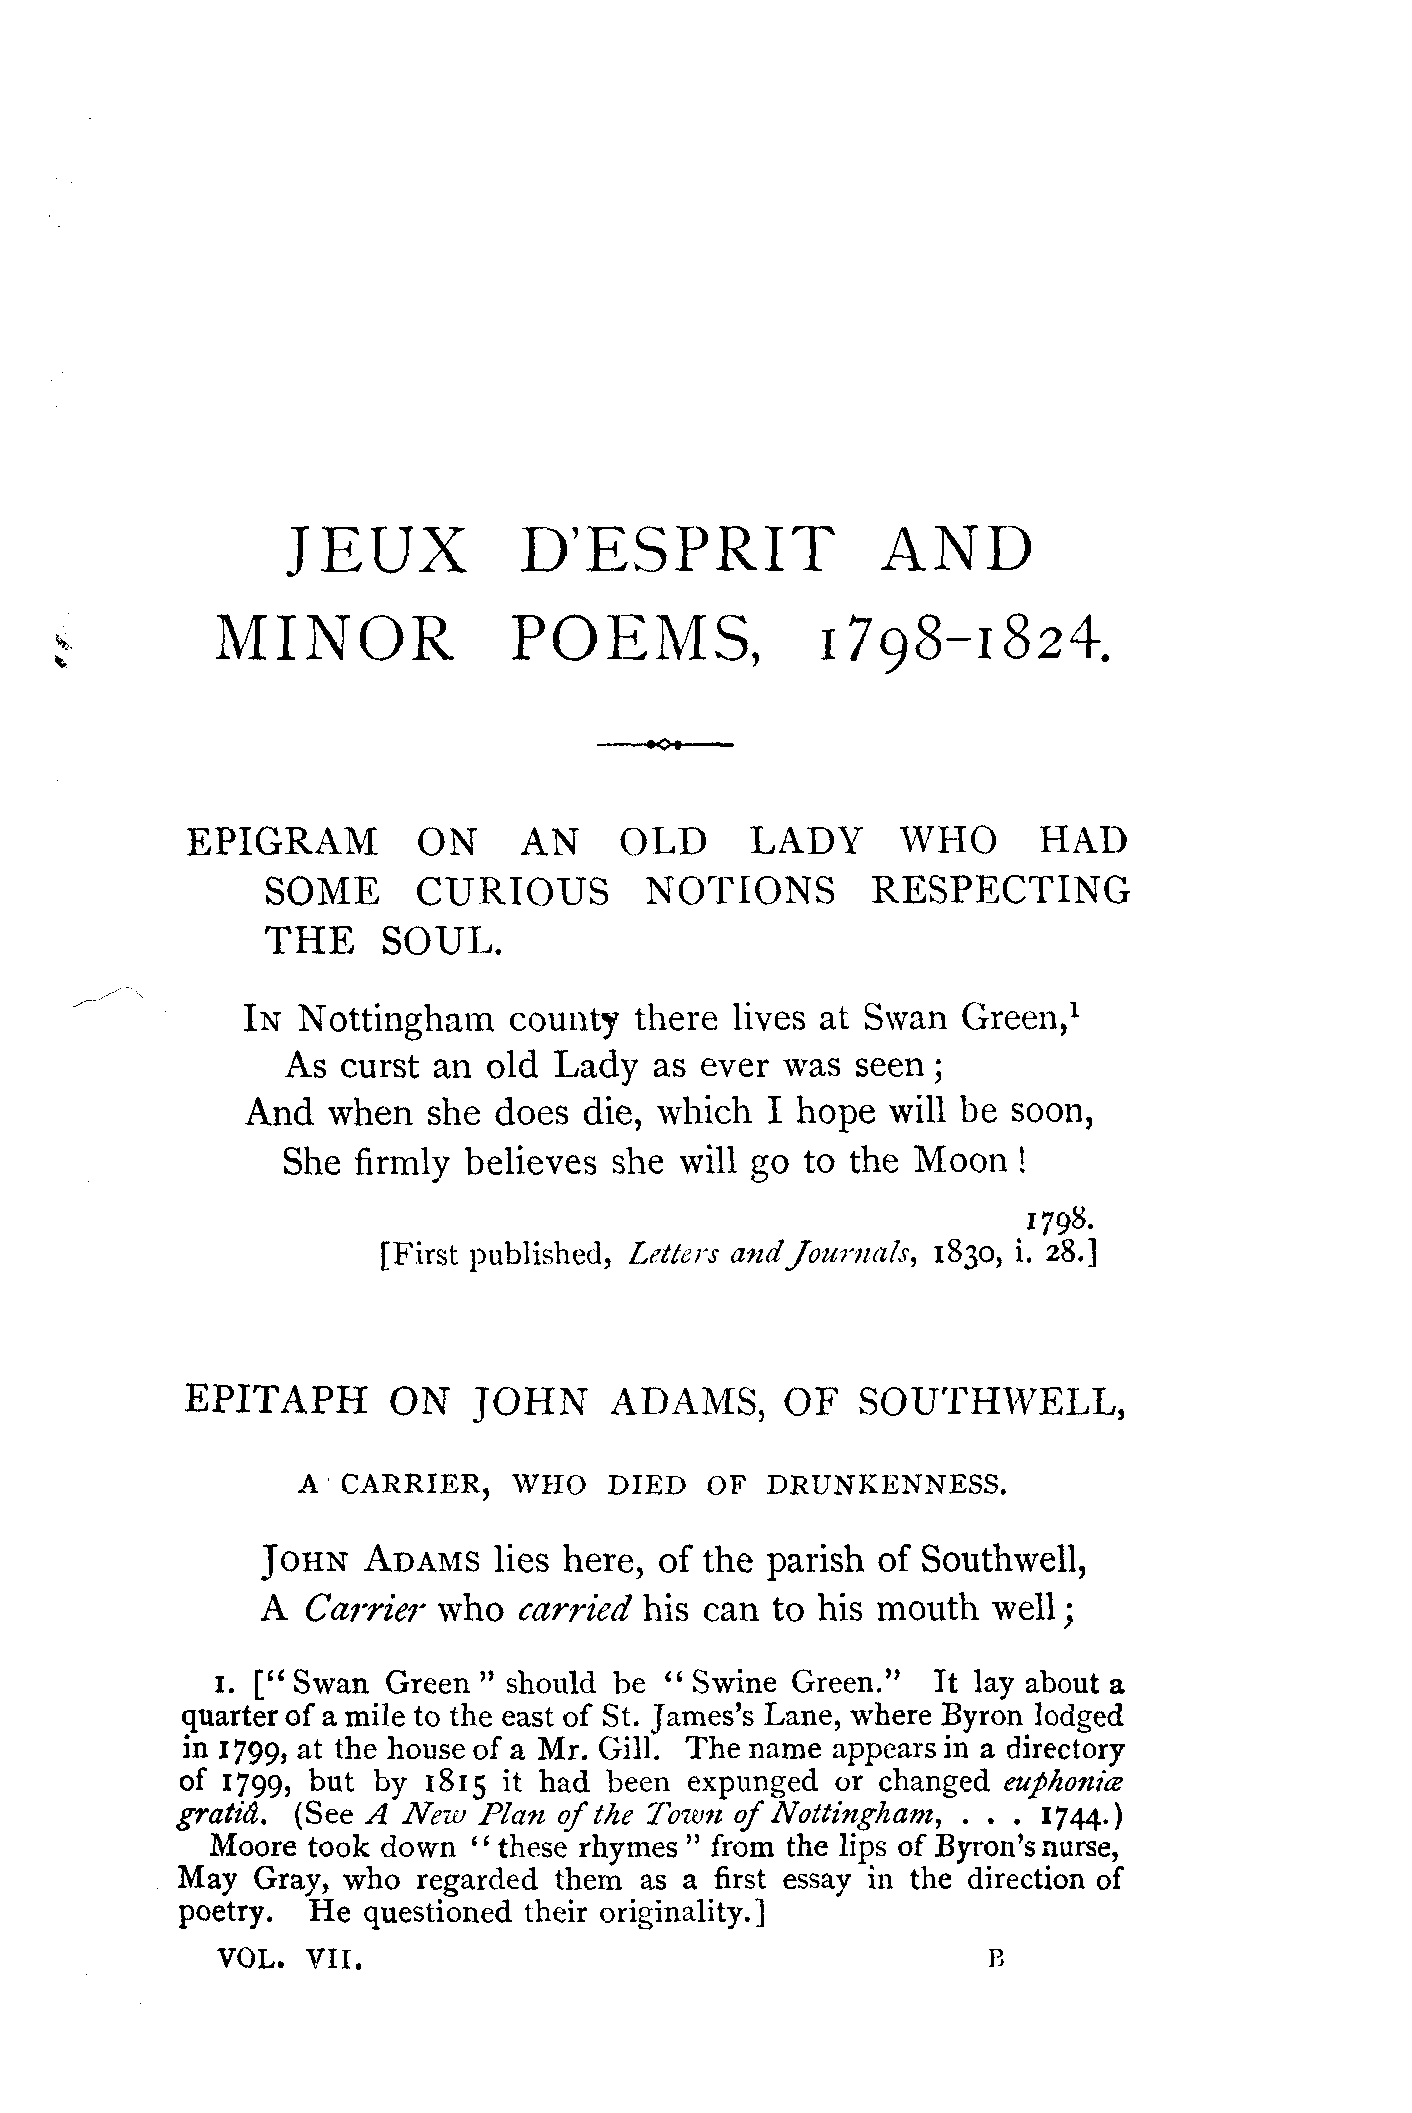 JEUX D'ESPRIT AND
MINOR POEMS, 1798–1824.
EPIGRAM ON AN OLD LADY WHO HAD
SOME CURIOUS NOTIONS RESPECTING
THE SOUL.
IN Nottingham county there lives at Swan Green,¹
As curst an old Lady as ever was seen;
And when she does die, which I hope will be soon,
She firmly believes she will go to the Moon!
1798.
[First published, Letters and Journals, 1830, i. 28.]
EPITAPH ON JOHN ADAMS, OF SOUTHWELL,
A CARRIER, WHO DIED OF DRUNKENNESS.
JOHN ADAMS lies here, of the parish of Southwell,
A Carrier who carried his can to his mouth well;
1. ["Swan Green" should be "Swine Green." It lay about a
quarter of a mile to the east of St. James's Lane, where Byron lodged
in 1799, at the house of a Mr. Gill. The name appears in a directory
of 1799, but by 1815 it had been expunged or changed euphoniæ
gratiâ. (See A New Plan of the Town of Nottingham, . . . 1744.)
Moore took down "these rhymes" from the lips of Byron's nurse,
May Gray, who regarded them as a first essay in the direction of
poetry. He questioned their originality.]
VOL. VII. B